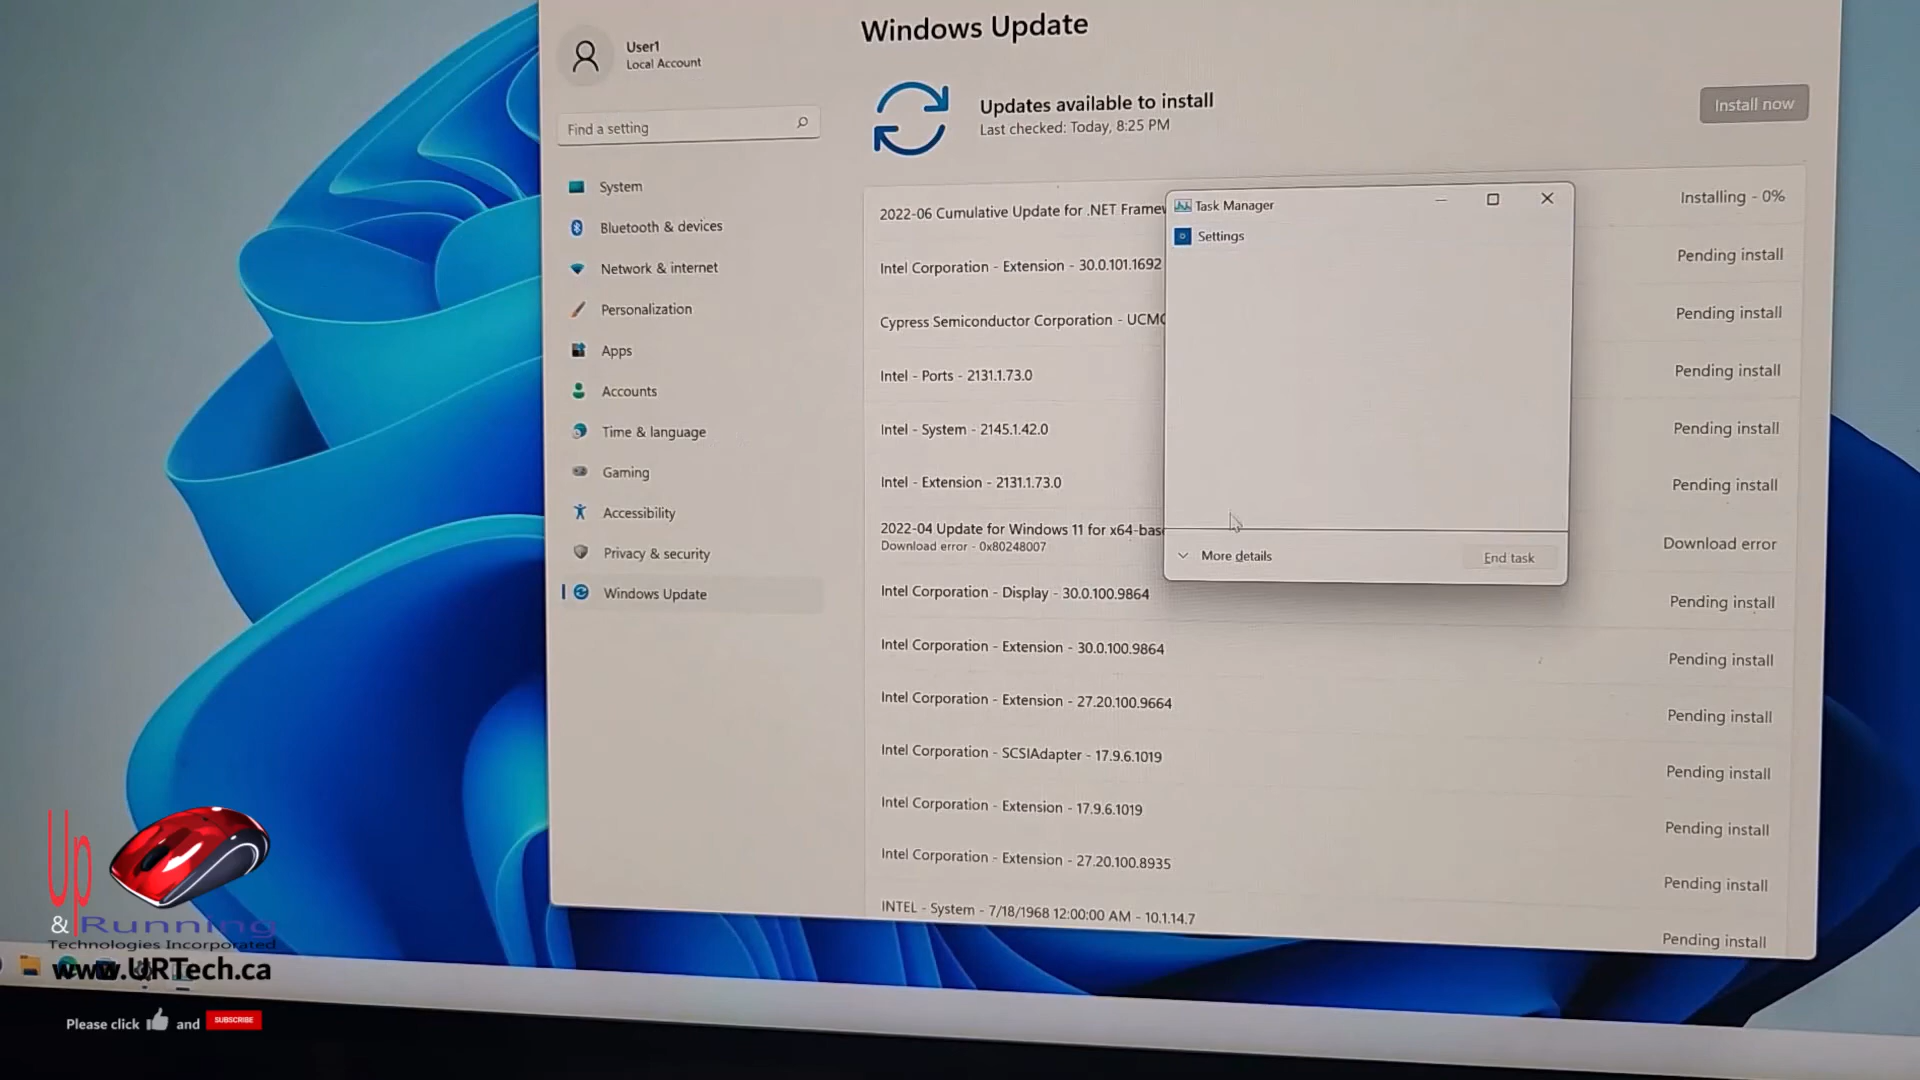 Windows Update
User1
Local Account
Updates available to install
Last checked: Today, 8:25 PM
Install now
Find a setting
System
Bluetooth & devices
Network & internet
Personalization
Apps
Accounts
Time & language
Gaming
Accessibility
Privacy & security
Windows Update
2022-06 Cumulative Update for .NET Framew
Installing - 0%
Intel Corporation - Extension - 30.0.101.1692
Pending install
Cypress Semiconductor Corporation - UCMC
Pending install
Intel - Ports - 2131.1.73.0
Pending install
Intel - System - 2145.1.42.0
Pending install
Intel - Extension - 2131.1.73.0
Pending install
2022-04 Update for Windows 11 for x64-base
Download error - 0x80248007
Download error
Intel Corporation - Display - 30.0.100.9864
Pending install
Intel Corporation - Extension - 30.0.100.9864
Pending install
Intel Corporation - Extension - 27.20.100.9664
Pending install
Intel Corporation - SCSIAdapter - 17.9.6.1019
Pending install
Intel Corporation - Extension - 17.9.6.1019
Pending install
Intel Corporation - Extension - 27.20.100.8935
Pending install
INTEL - System - 7/18/1968 12:00:00 AM - 10.1.14.7
Pending install
Task Manager
Settings
More details
End task
Up
& Running
Technologies Incorporated
www.URTech.ca
Please click and SUBSCRIBE